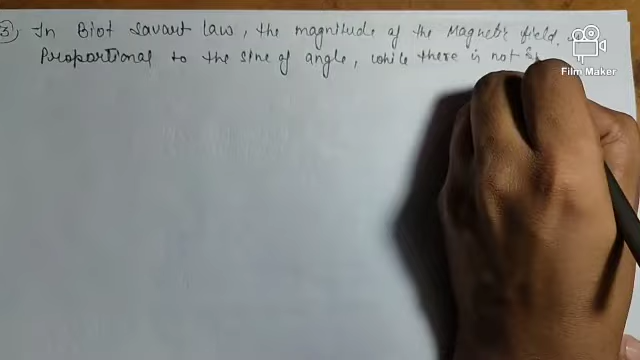 3. In Biot Savart law, the magnitude of the Magnetic field
Proportional to the sine of angle, while there is not
Film Maker